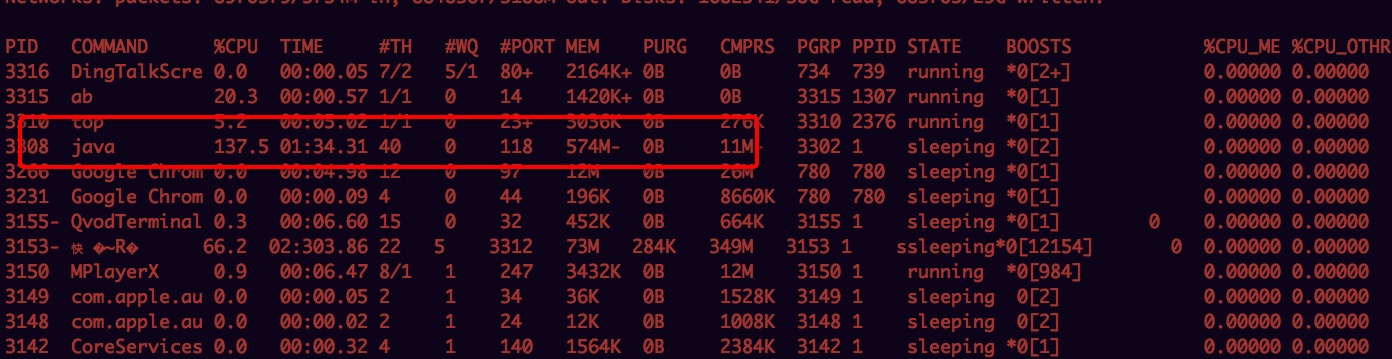 PID COMMAND %CPU TIME #TH #WQ #PORT MEM PURG CMPRS PGRP PPID STATE BOOSTS %CPU_ME %CPU_OTHR
3316 DingTalkScre 0.0 00:00.05 7/2 5/1 80+ 2164K+ 0B 0B 734 739 running *0[2+] 0.00000 0.00000
3315 ab 20.3 00:00.57 1/1 0 14 1420K+ 0B 0B 3315 1307 running *0[1] 0.00000 0.00000
3310 top 5.2 00:05.02 1/1 0 23+ 3036K 0B 276K 3310 2376 running *0[1] 0.00000 0.00000
3308 java 137.5 01:34.31 40 0 118 574M- 0B 11M- 3302 1 sleeping *0[1] 0.00000 0.00000
3266 Google Chrom 0.0 00:04.98 12 0 97 12M 0B 26M 780 780 sleeping *0[1] 0.00000 0.00000
3231 Google Chrom 0.0 00:00.09 4 0 44 196K 0B 8660K 780 780 sleeping *0[1] 0.00000 0.00000
3155- QvodTerminal 0.3 00:06.60 15 0 32 452K 0B 664K 3155 1 sleeping *0[1] 0 0.00000 0.00000
3153- 快 �~R� 66.2 02:303.86 22 5 3312 73M 284K 349M 3153 1 ssleeping*0[12154] 0 0.00000 0.00000
3150 MPlayerX 0.9 00:06.47 8/1 1 247 3432K 0B 12M 3150 1 running *0[984] 0.00000 0.00000
3149 com.apple.au 0.0 00:00.05 2 1 34 36K 0B 1528K 3149 1 sleeping 0[2] 0.00000 0.00000
3148 com.apple.au 0.0 00:00.02 2 1 24 12K 0B 1008K 3148 1 sleeping 0[2] 0.00000 0.00000
3142 CoreServices 0.0 00:00.32 4 1 140 1564K 0B 2384K 3142 1 sleeping *0[1] 0.00000 0.00000